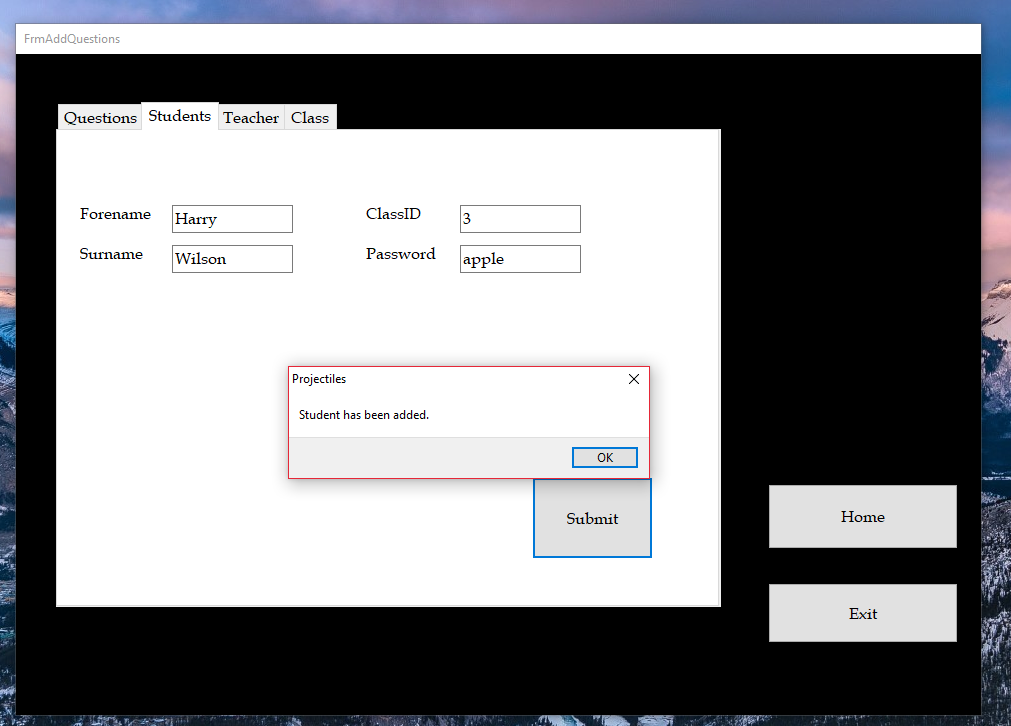 FrmAddQuestions
Questions Students Teacher Class
Forename Harry ClassID 3
Surname Wilson Password apple
Projectiles
Student has been added.
OK
Submit
Home
Exit